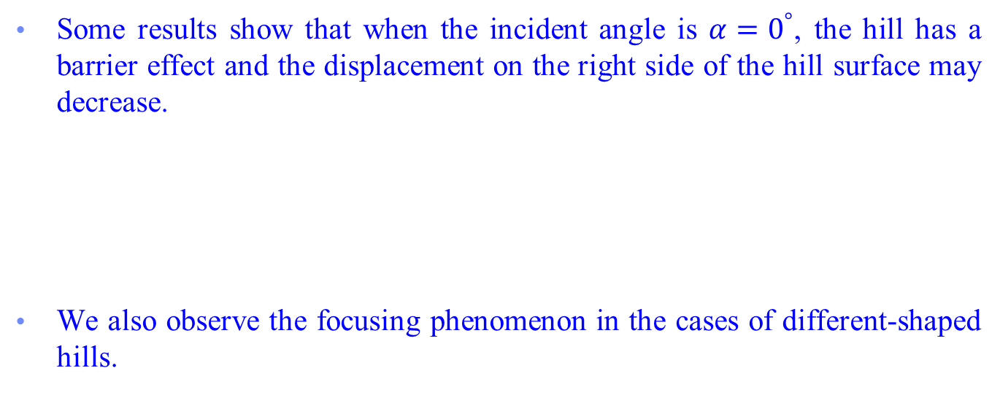 • Some results show that when the incident angle is α = 0°, the hill has a
barrier effect and the displacement on the right side of the hill surface may
decrease.
• We also observe the focusing phenomenon in the cases of different-shaped
hills.